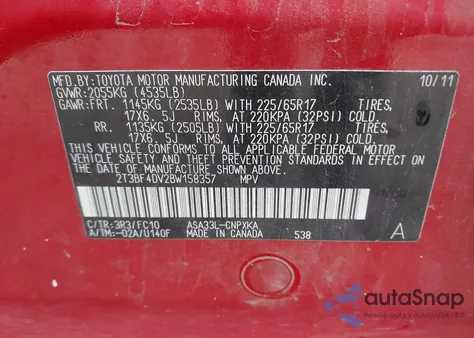 MFD.BY:TOYOTA MOTOR MANUFACTURING CANADA INC. 10/11
GVWR:2055KG (4535LB)
GAWR:FRT. 1145KG (2535LB) WITH 225/65R17 TIRES,
17X6.5J RIMS, AT 220KPA (32PSI) COLD.
RR. 1135KG (2505LB) WITH 225/65R17 TIRES,
17X6.5J RIMS, AT 220KPA (32PSI) COLD.
THIS VEHICLE CONFORMS TO ALL APPLICABLE FEDERAL MOTOR
VEHICLE SAFETY AND THEFT PREVENTION STANDARDS IN EFFECT ON
THE DATE OF MANUFACTURE SHOWN ABOVE.
2T3BF4DV2BW158357 MPV
C/TR:3R3/FC10 ASA33L-CNPXKA
A/TM:-02A/U140F MADE IN CANADA 538 A
autoSnap